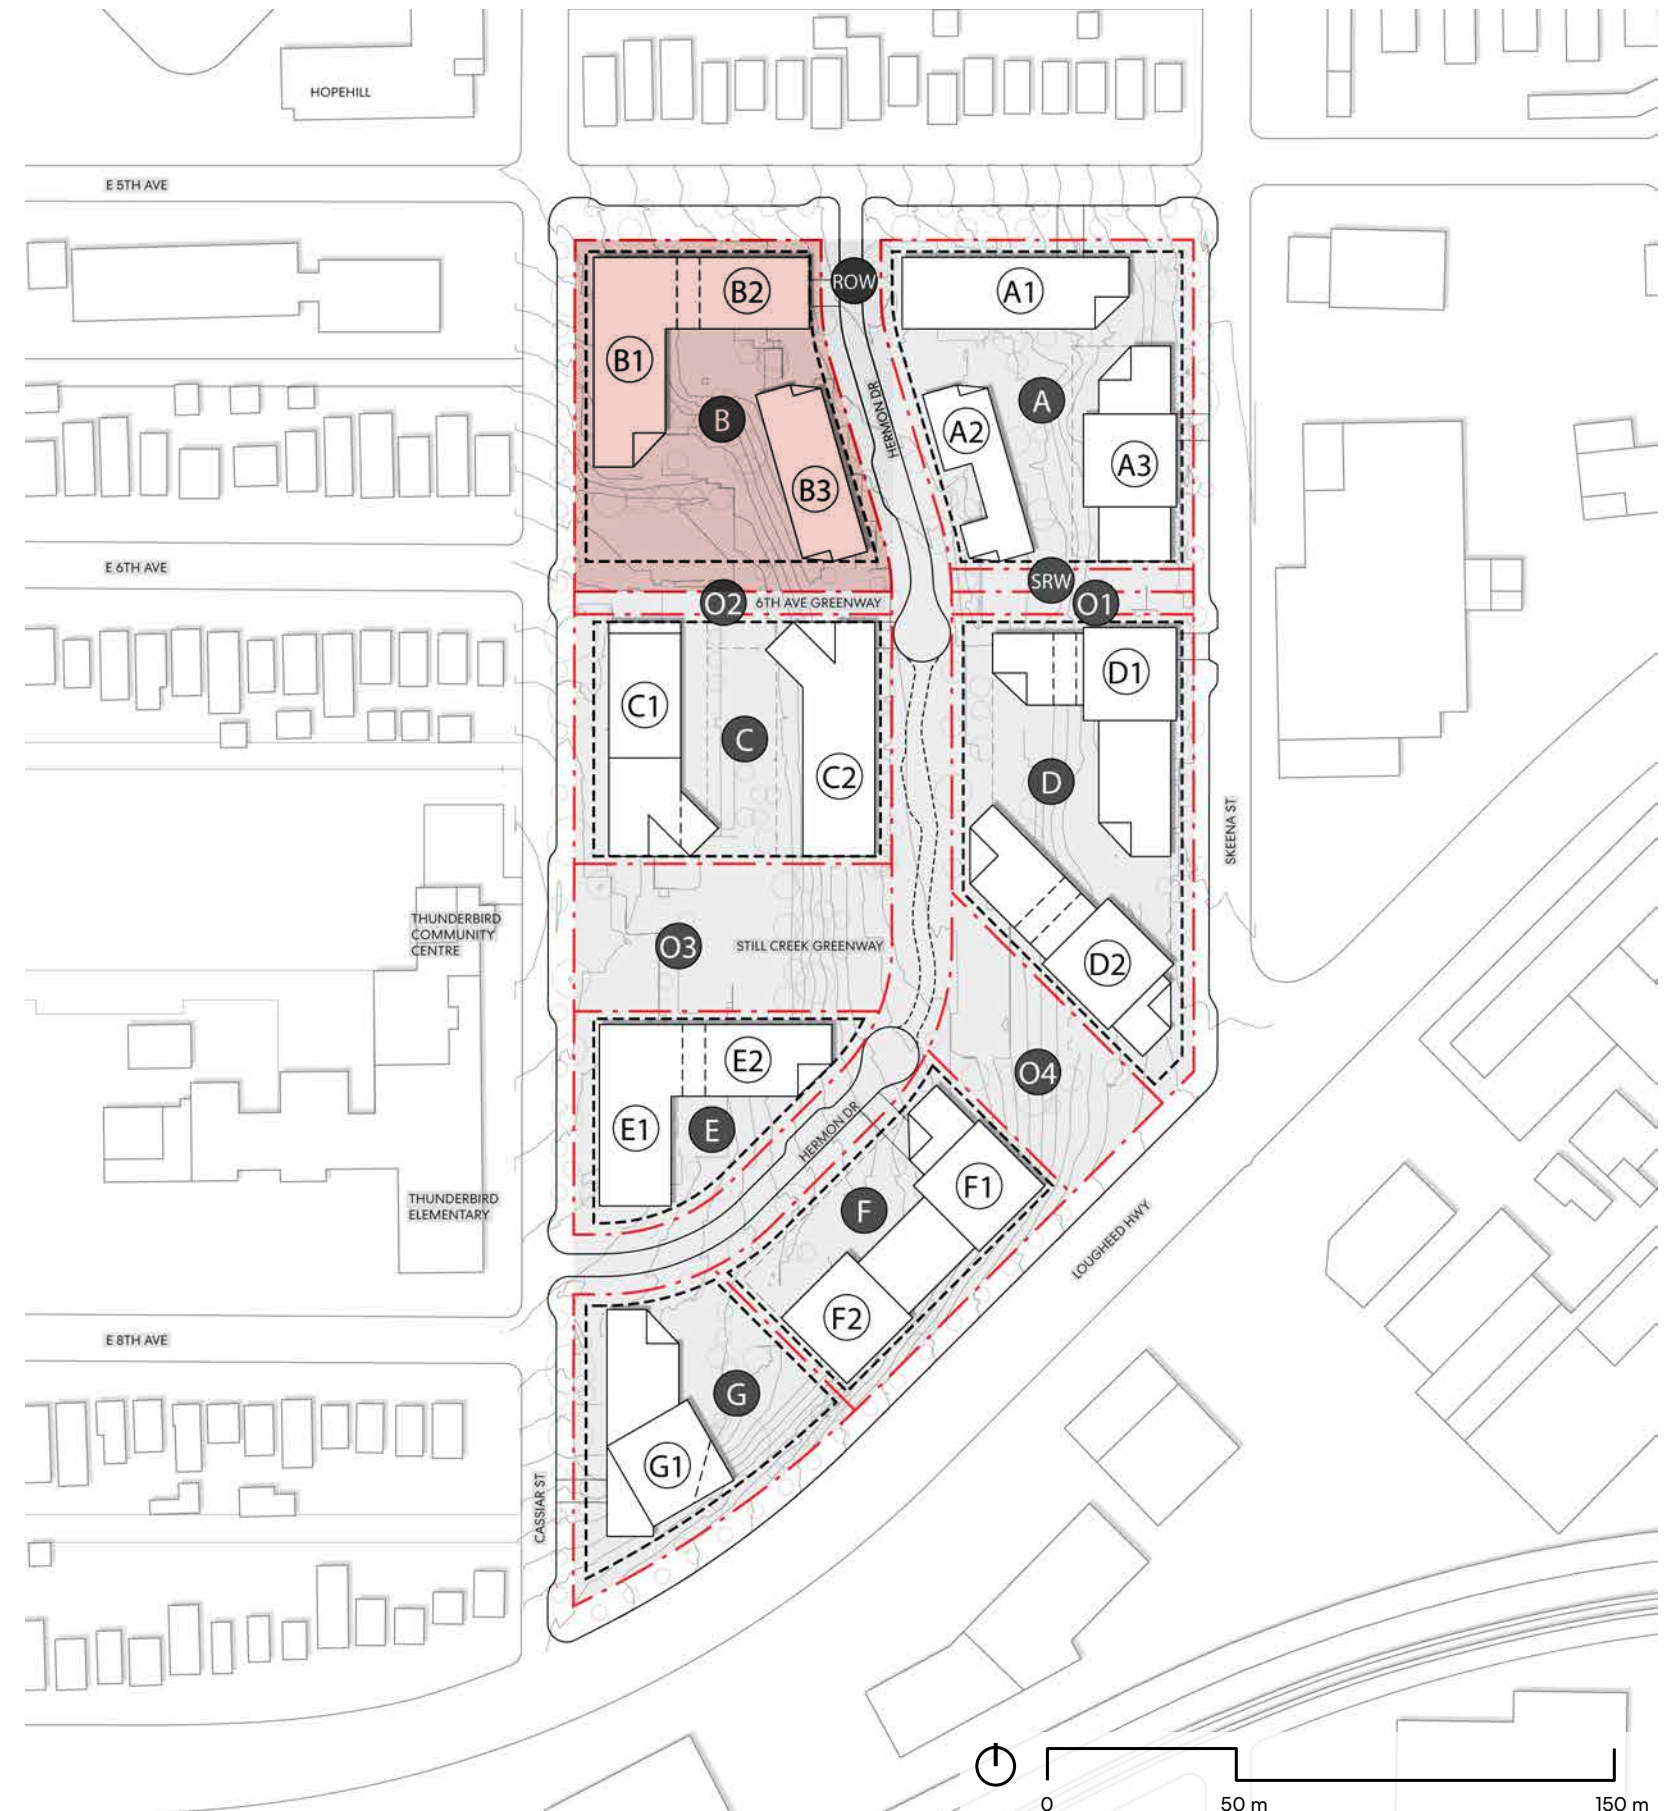 HOPEHILL
E 5TH AVE
B2
ROW
A1
B1
HERMON DR
A
A2
B
A3
B3
E 6TH AVE
SRW
O2
6TH AVE GREENWAY
O1
D1
C1
C
C2
D
SKEENA ST
THUNDERBIRD
COMMUNITY
CENTRE
O3
STILL CREEK GREENWAY
D2
E2
O4
E1
E
HERMON DR
THUNDERBIRD
ELEMENTARY
F1
F
LOUGHEED HWY
F2
E 8TH AVE
G
G1
CASSIAR ST
0
50 m
150 m